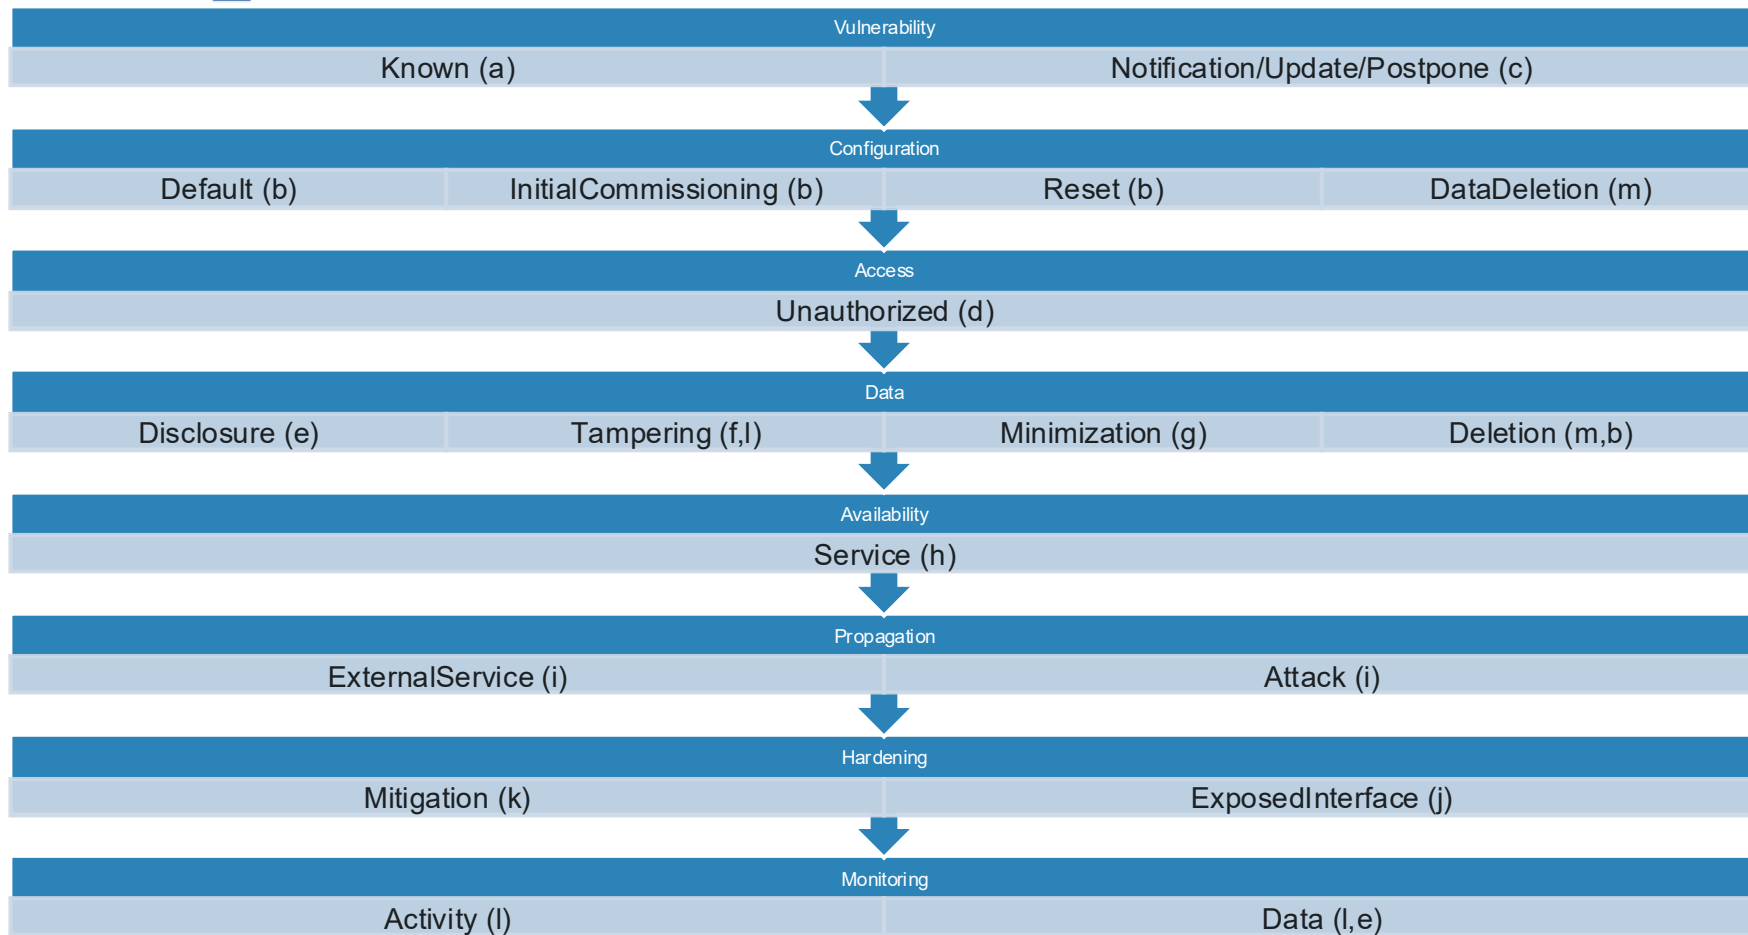 Vulnerability
Known (a) Notification/Update/Postpone (c)
Configuration
Default (b) InitialCommissioning (b) Reset (b) DataDeletion (m)
Access
Unauthorized (d)
Data
Disclosure (e) Tampering (f,l) Minimization (g) Deletion (m,b)
Availability
Service (h)
Propagation
ExternalService (i) Attack (i)
Hardening
Mitigation (k) ExposedInterface (j)
Monitoring
Activity (l) Data (l,e)